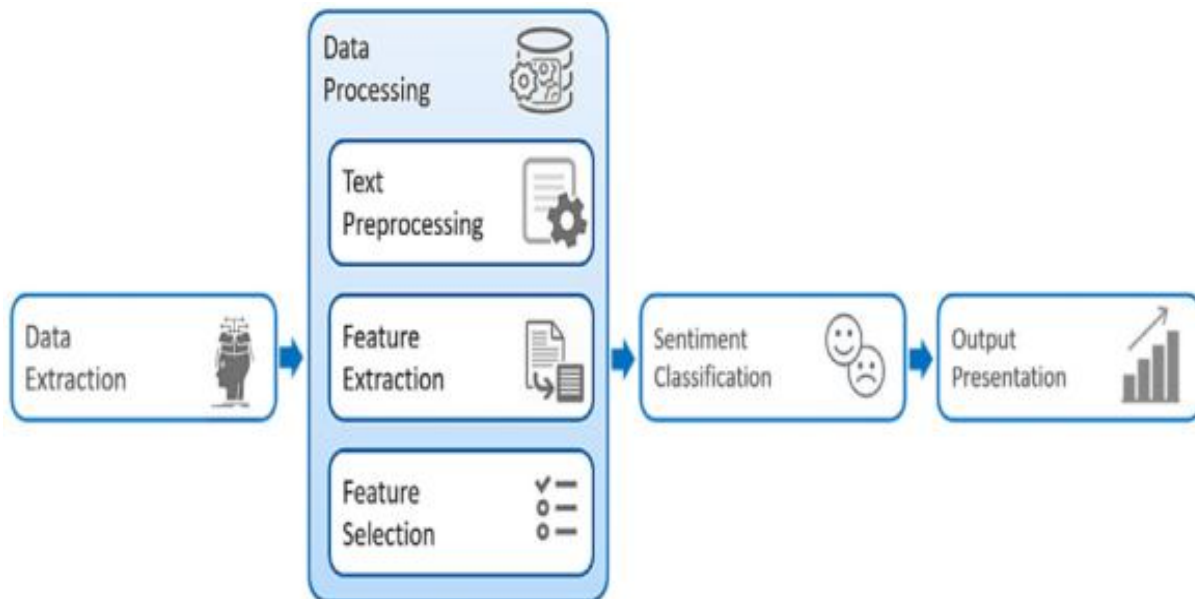 Data
Processing
Text
Preprocessing
Data
Extraction
Feature
Extraction
Sentiment
Classification
Output
Presentation
Feature
Selection